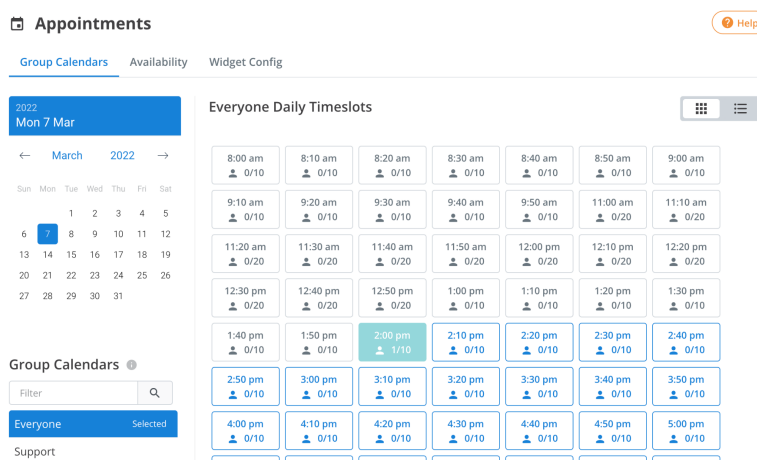 Appointments
Help
Group Calendars Availability Widget Config
2022
Mon 7 Mar
Everyone Daily Timeslots
← March 2022 →
Sun Mon Tue Wed Thu Fri Sat
1 2 3 4 5
6 7 8 9 10 11 12
13 14 15 16 17 18 19
20 21 22 23 24 25 26
27 28 29 30 31
8:00 am 8:10 am 8:20 am 8:30 am 8:40 am 8:50 am 9:00 am
0/10 0/10 0/10 0/10 0/10 0/10 0/10
9:10 am 9:20 am 9:30 am 9:40 am 9:50 am 11:00 am 11:10 am
0/10 0/10 0/10 0/10 0/10 0/20 0/20
11:20 am 11:30 am 11:40 am 11:50 am 12:00 pm 12:10 pm 12:20 pm
0/20 0/20 0/20 0/20 0/20 0/20 0/20
12:30 pm 12:40 pm 12:50 pm 1:00 pm 1:10 pm 1:20 pm 1:30 pm
0/20 0/20 0/20 0/10 0/10 0/10 0/10
1:40 pm 1:50 pm 2:00 pm 2:10 pm 2:20 pm 2:30 pm 2:40 pm
0/10 0/10 1/10 0/10 0/10 0/10 0/10
2:50 pm 3:00 pm 3:10 pm 3:20 pm 3:30 pm 3:40 pm 3:50 pm
0/10 0/10 0/10 0/10 0/10 0/10 0/10
4:00 pm 4:10 pm 4:20 pm 4:30 pm 4:40 pm 4:50 pm 5:00 pm
0/10 0/10 0/10 0/10 0/10 0/10 0/10
Group Calendars
Filter
Everyone Selected
Support